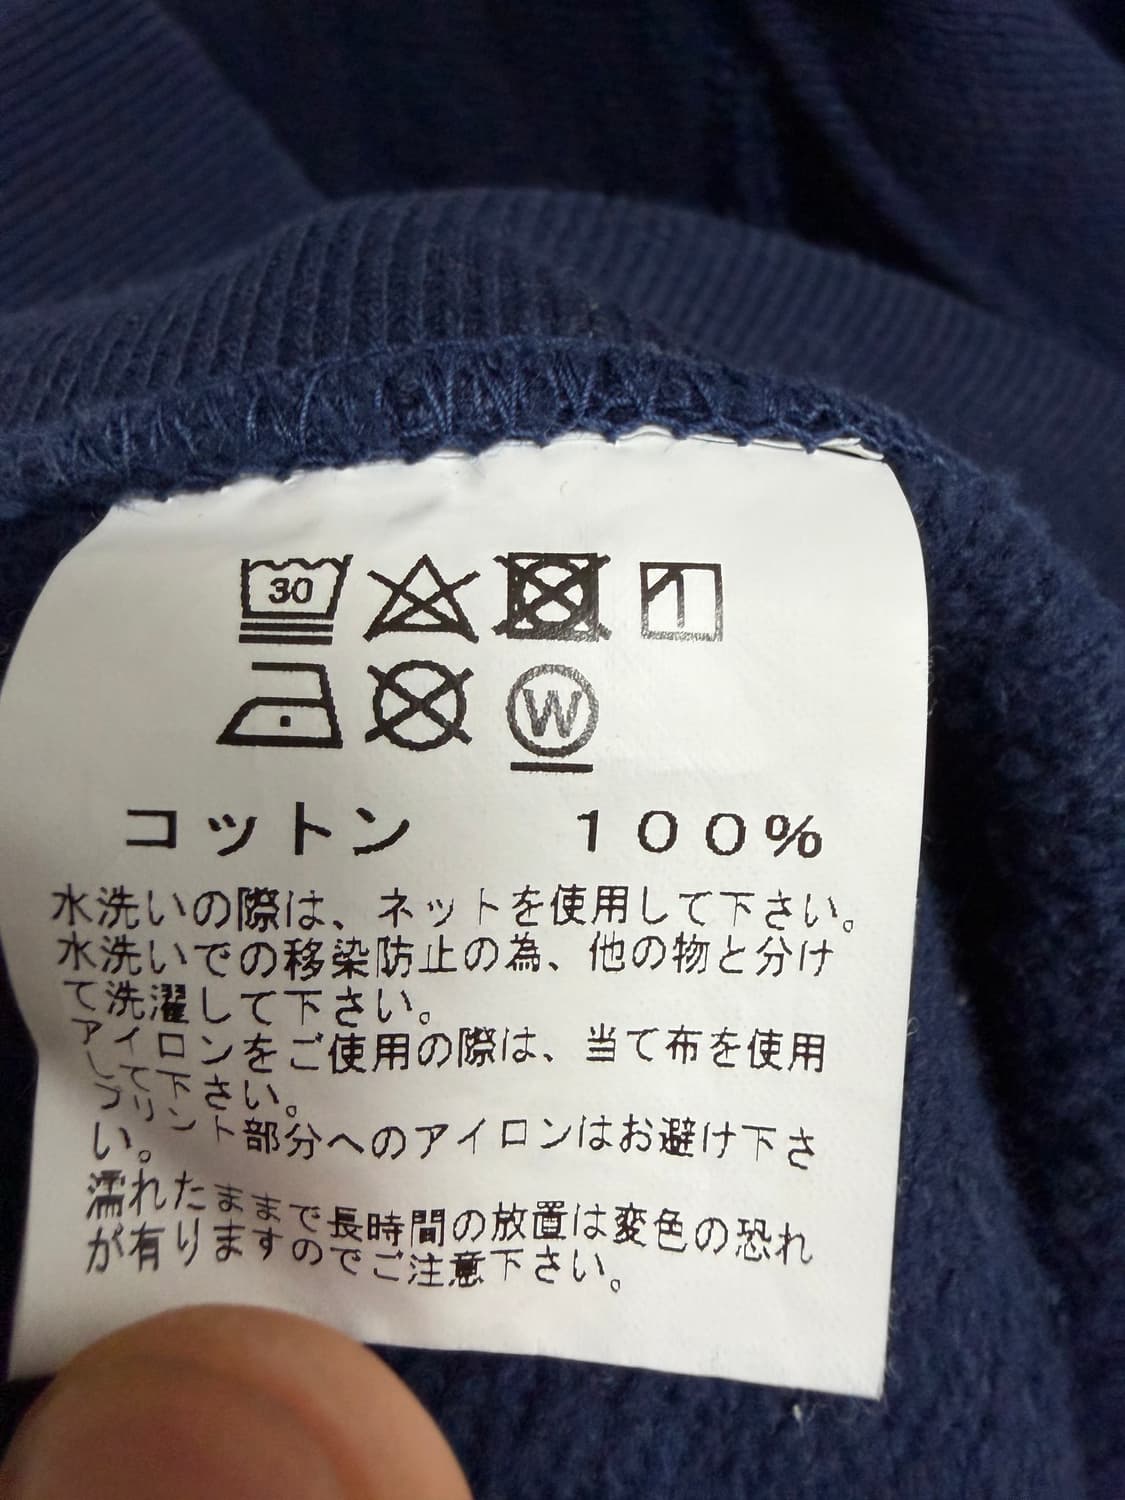 30
W
コットン 100%
水洗いの際は、ネットを使用して下さい。
水洗いでの移染防止の為、他の物と分け
て洗濯して下さい。
アイロンをご使用の際は、当て布を使用
して下さい。
プリント部分へのアイロンはお避け下さ
い。
濡れたままで長時間の放置は変色の恐れ
が有りますのでご注意下さい。